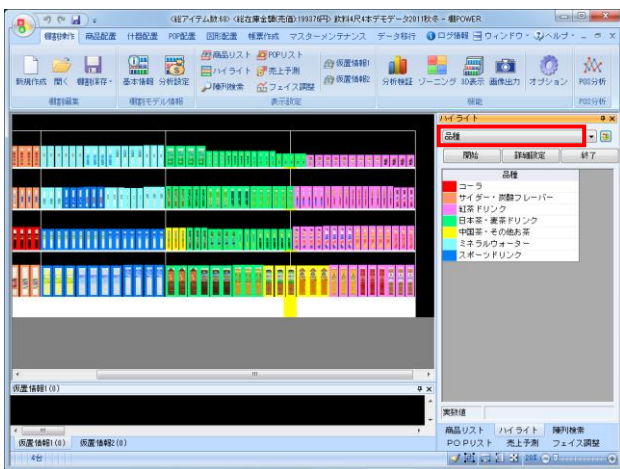 <総アイテム数:60> <総在庫金額(売価):199376円> 飲料4尺4本デモデータ2011秋冬 - 棚POWER
棚割操作 商品配置 什器配置 POP配置 図形配置 帳票作成 マスターメンテナンス データ移行 ログ情報 ウィンドウ ヘルプ
商品リスト POPリスト 仮置情報1
ハイライト 売上予測 仮置情報2
陳列検索 フェイス調整
新規作成 開く 棚割保存 基本情報 分析設定 分析検証 ゾーニング 3D表示 画像出力 オプション POS分析
棚割編集 棚割モデル情報 表示設定 機能 POS分析
ハイライト
品種
開始 詳細設定 終了
品種
コーラ
サイダー・炭酸フレーバー
紅茶ドリンク
日本茶・麦茶ドリンク
中国茶・その他お茶
ミネラルウォーター
スポーツドリンク
仮置情報1(0)
実数値
商品リスト ハイライト 陳列検索
仮置情報1(0) 仮置情報2(0)
POPリスト 売上予測 フェイス調整
4台
20%